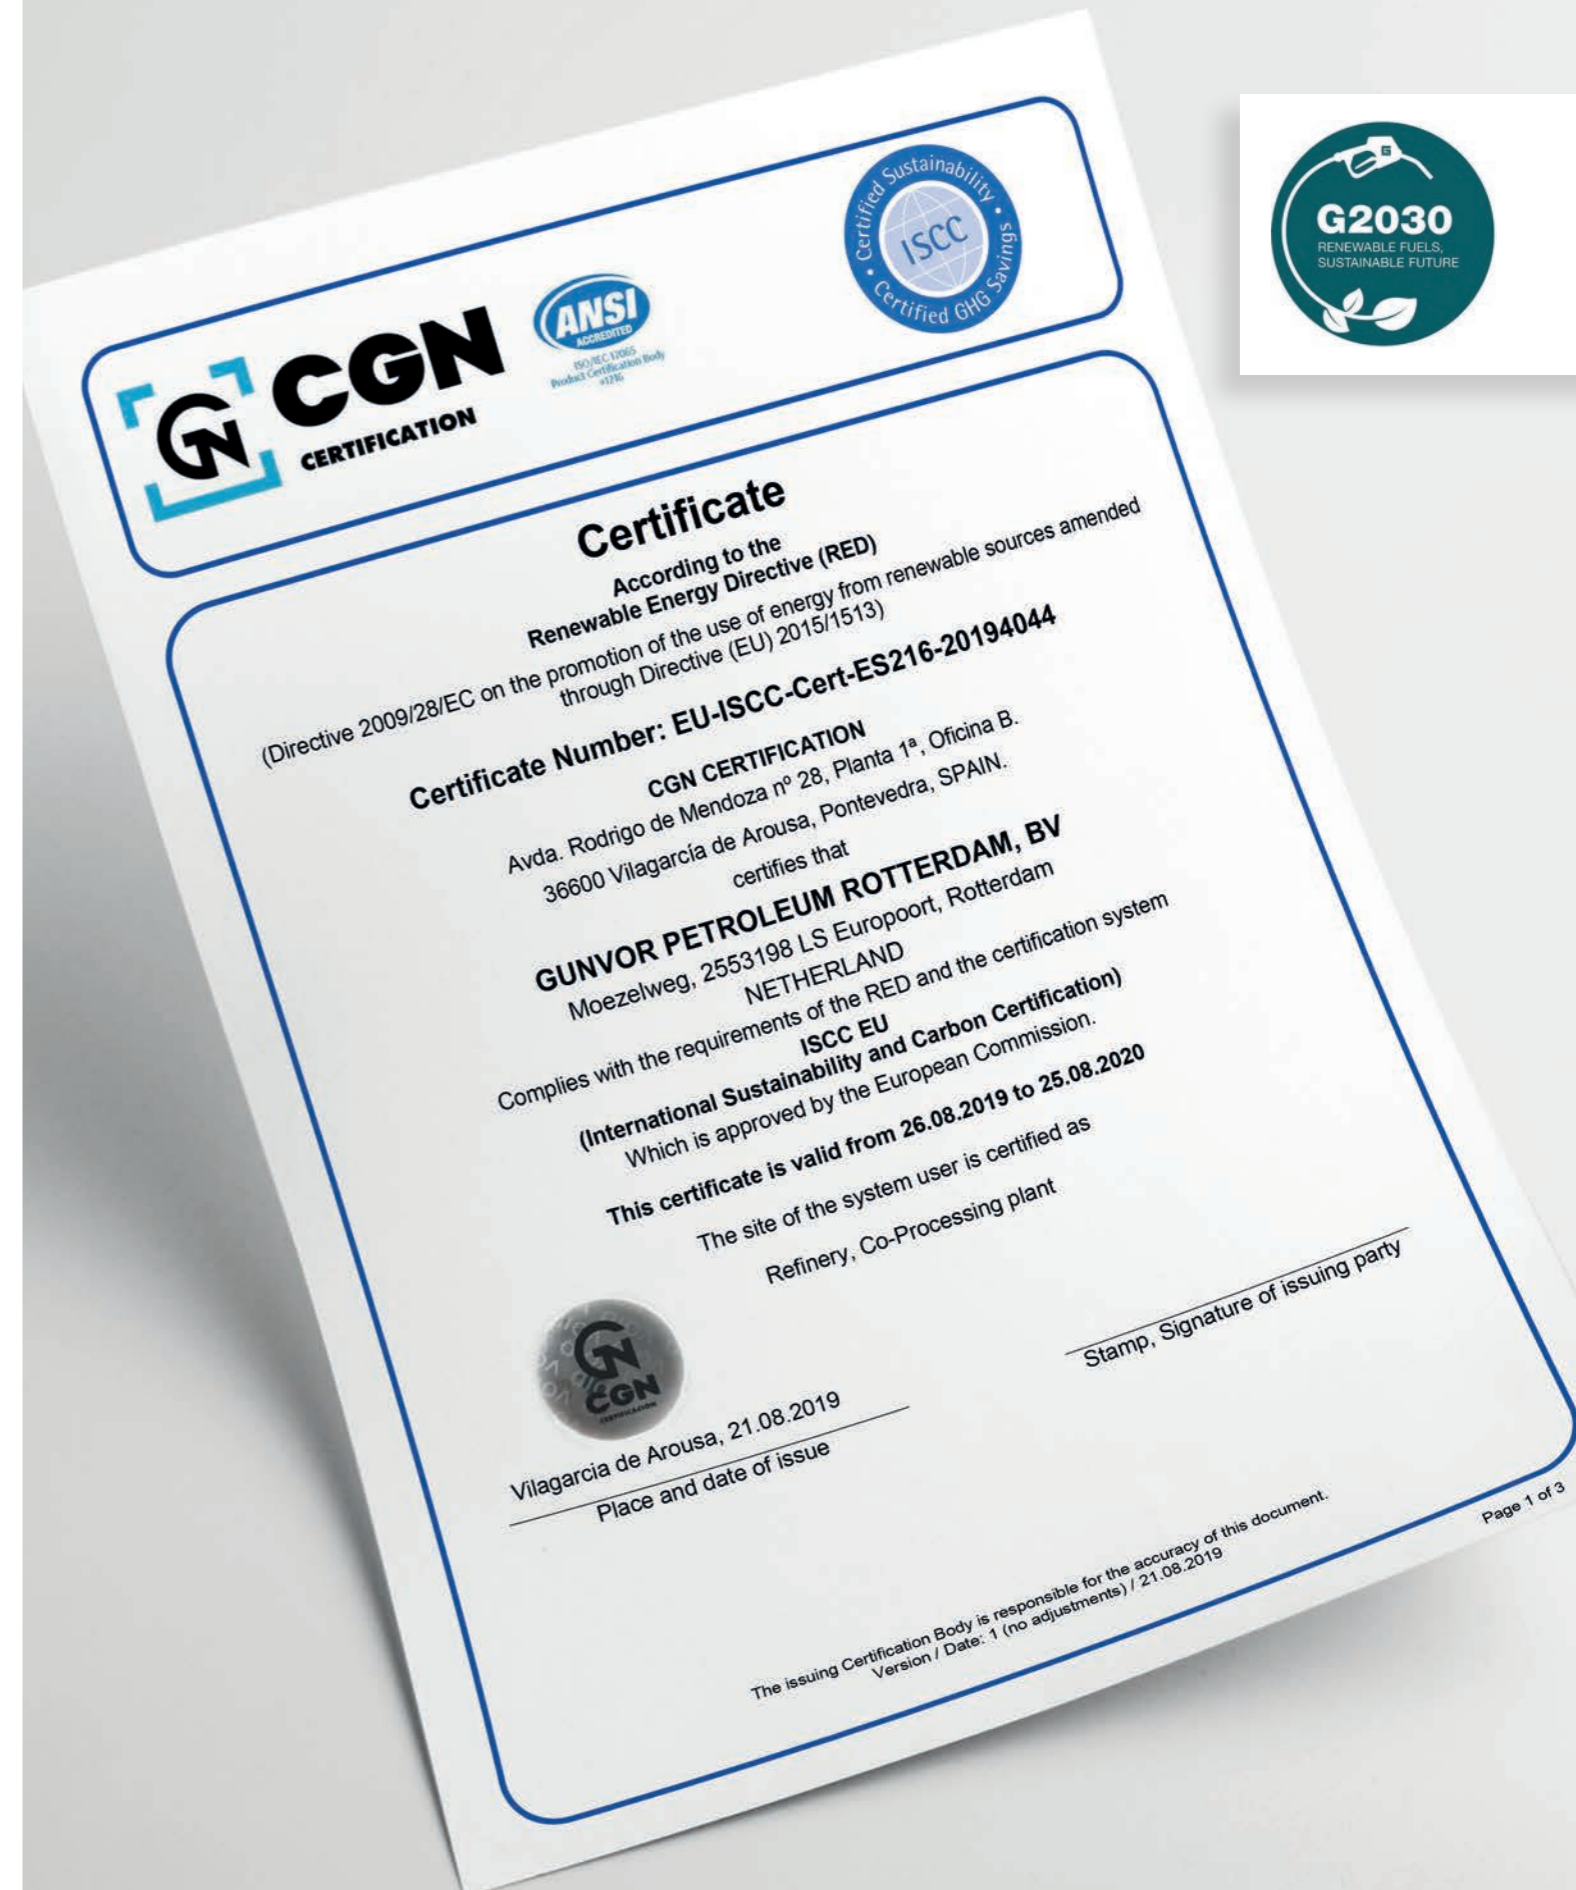 CGN
CERTIFICATION
ANSI
ACCREDITED
ISO/IEC 17065
Product Certification Body
#1216
Certified Sustainability • Certified GHG Savings •
ISCC
G
G2030
RENEWABLE FUELS,
SUSTAINABLE FUTURE
Certificate
According to the
Renewable Energy Directive (RED)
(Directive 2009/28/EC on the promotion of the use of energy from renewable sources amended
through Directive (EU) 2015/1513)
Certificate Number: EU-ISCC-Cert-ES216-20194044
CGN CERTIFICATION
Avda. Rodrigo de Mendoza nº 28, Planta 1ª, Oficina B.
36600 Vilagarcía de Arousa, Pontevedra, SPAIN.
certifies that
GUNVOR PETROLEUM ROTTERDAM, BV
Moezelweg, 2553198 LS Europoort, Rotterdam
NETHERLAND
Complies with the requirements of the RED and the certification system
ISCC EU
(International Sustainability and Carbon Certification)
Which is approved by the European Commission.
This certificate is valid from 26.08.2019 to 25.08.2020
The site of the system user is certified as
Refinery, Co-Processing plant
CGN
CERTIFICACION
Stamp, Signature of issuing party
Vilagarcia de Arousa, 21.08.2019
Place and date of issue
The issuing Certification Body is responsible for the accuracy of this document.
Version / Date: 1 (no adjustments) / 21.08.2019
Page 1 of 3